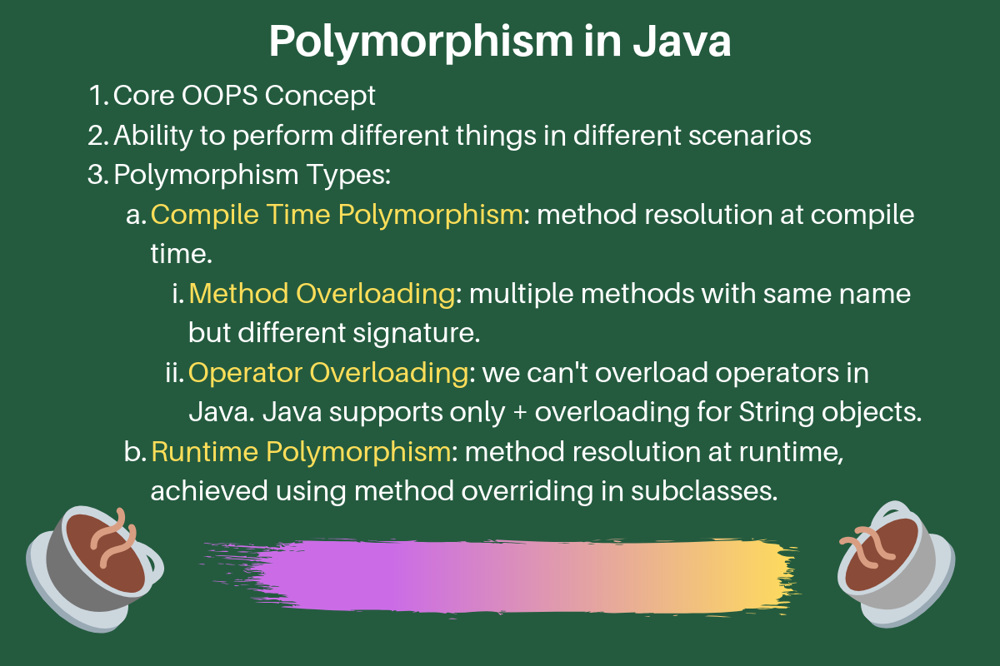 Polymorphism in Java
1. Core OOPS Concept
2. Ability to perform different things in different scenarios
3. Polymorphism Types:
a. Compile Time Polymorphism: method resolution at compile
time.
i. Method Overloading: multiple methods with same name
but different signature.
ii. Operator Overloading: we can't overload operators in
Java. Java supports only + overloading for String objects.
b. Runtime Polymorphism: method resolution at runtime,
achieved using method overriding in subclasses.